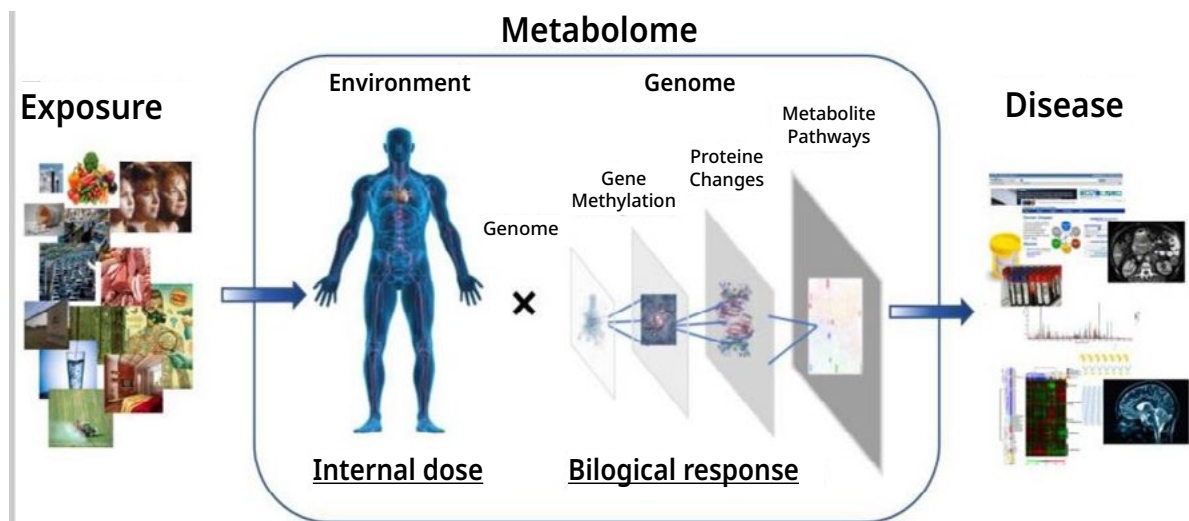 Metabolome
Environment
Genome
Exposure
Disease
Metabolite
Pathways
Proteine
Changes
Gene
Methylation
Genome
Internal dose
Bilogical response